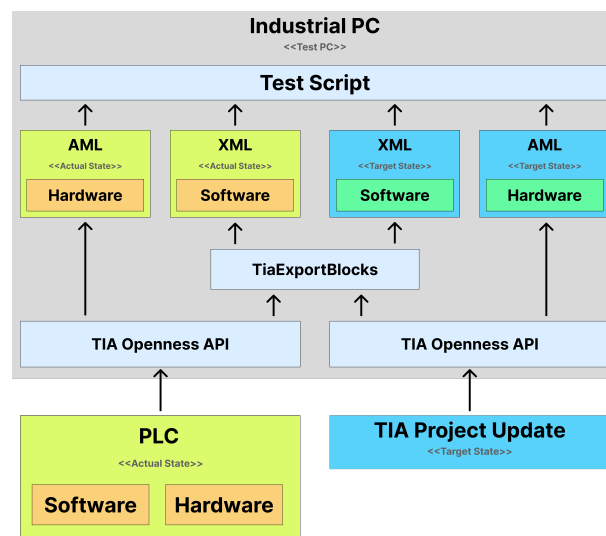 Industrial PC
<<Test PC>>
Test Script
AML
<<Actual State>>
Hardware
XML
<<Actual State>>
Software
XML
<<Target State>>
Software
AML
<<Target State>>
Hardware
TiaExportBlocks
TIA Openness API
TIA Openness API
PLC
<<Actual State>>
Software
Hardware
TIA Project Update
<<Target State>>